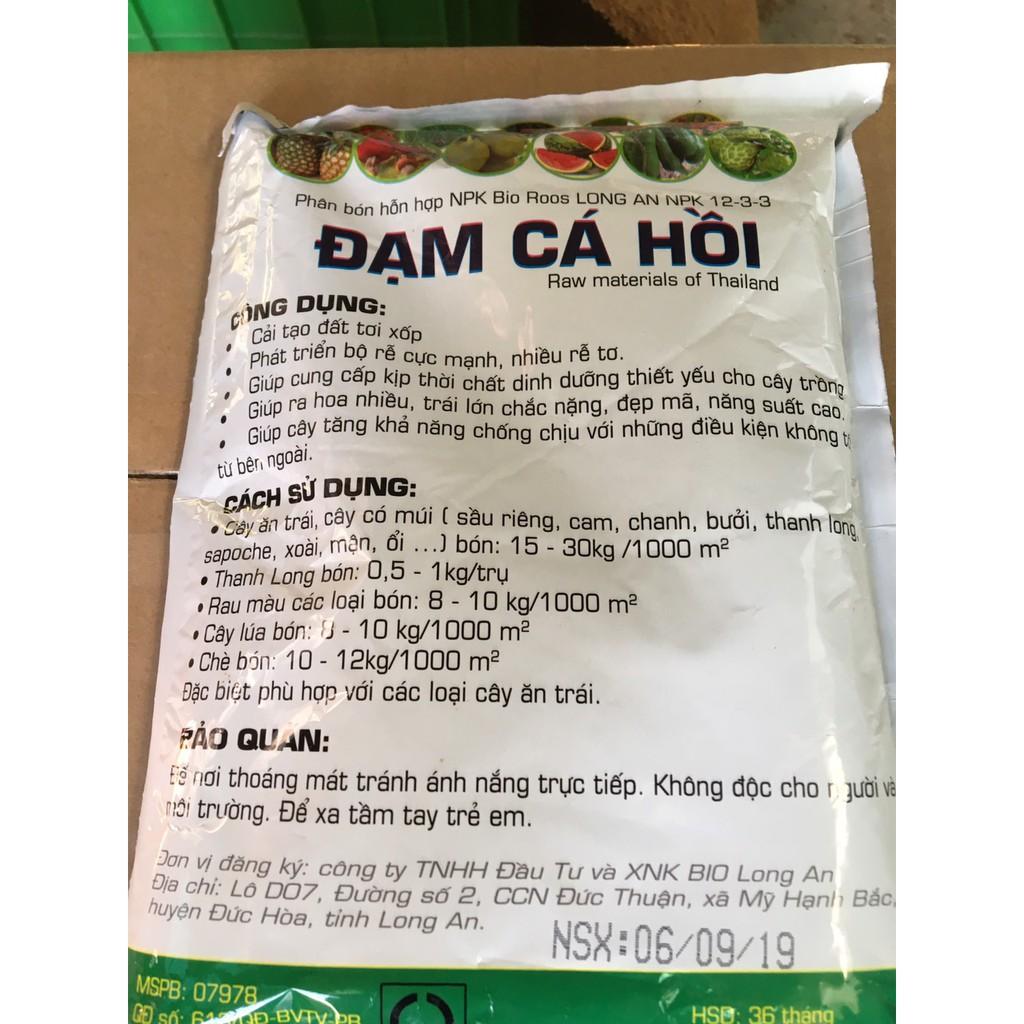 Phân bón hỗn hợp NPK Bio Roos LONG AN NPK 12-3-3
ĐẠM CÁ HỒI
Raw materials of Thailand
CÔNG DỤNG:
• Cải tạo đất tơi xốp
• Phát triển bộ rễ cực mạnh, nhiều rễ tơ.
• Giúp cung cấp kịp thời chất dinh dưỡng thiết yếu cho cây trồng
• Giúp ra hoa nhiều, trái lớn chắc nặng, đẹp mã, năng suất cao.
• Giúp cây tăng khả năng chống chịu với những điều kiện không
từ bên ngoài.
CÁCH SỬ DỤNG:
• Cây ăn trái, cây có múi ( sầu riêng, cam, chanh, bưởi, thanh long,
sapoche, xoài, mận, ổi ...) bón: 15 - 30kg /1000 m²
• Thanh Long bón: 0,5 - 1kg/trụ
• Rau màu các loại bón: 8 - 10 kg/1000 m²
• Cây lúa bón: 8 - 10 kg/1000 m²
• Chè bón: 10 - 12kg/1000 m²
Đặc biệt phù hợp với các loại cây ăn trái.
BẢO QUẢN:
Để nơi thoáng mát tránh ánh nắng trực tiếp. Không độc cho người và
môi trường. Để xa tầm tay trẻ em.
Đơn vị đăng ký: công ty TNHH Đầu Tư và XNK BIO Long An
Địa chỉ: Lô D07, Đường số 2, CCN Đức Thuận, xã Mỹ Hạnh Bắc,
huyện Đức Hòa, tỉnh Long An.
NSX:06/09/19
MSPB: 07978
QĐ số: QĐ-BVTV-PB
HSD: 36 tháng